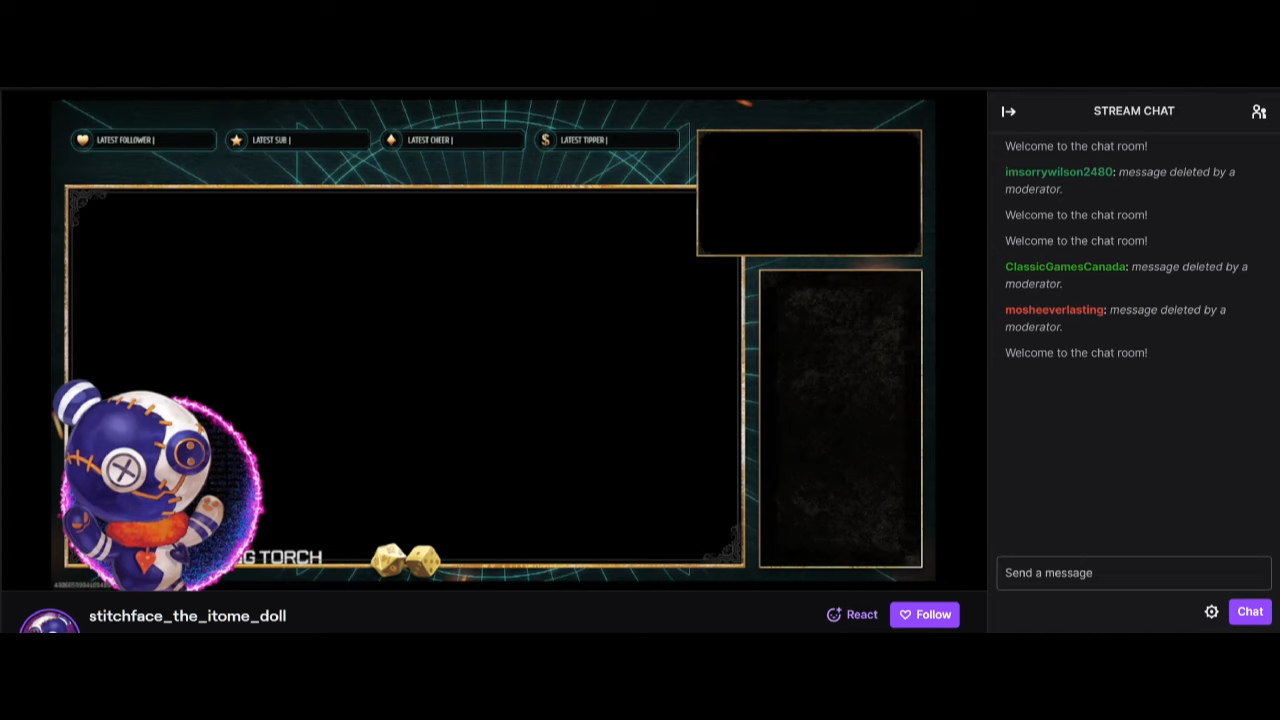 LATEST FOLLOWER |
LATEST SUB |
LATEST CHEER |
LATEST TIPPER |
G TORCH
stitchface_the_itome_doll
React
Follow
STREAM CHAT
Welcome to the chat room!
imsorrywilson2480: message deleted by a
moderator.
Welcome to the chat room!
Welcome to the chat room!
ClassicGamesCanada: message deleted by a
moderator.
mosheeverlasting: message deleted by a
moderator.
Welcome to the chat room!
Send a message
Chat